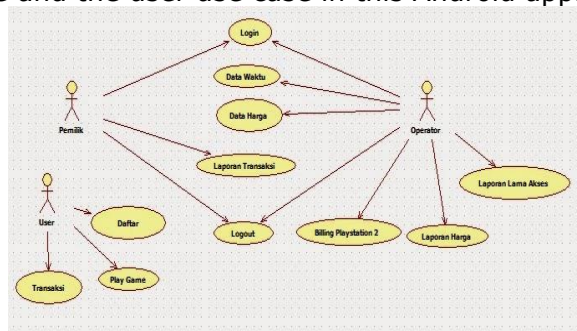 s and the user use case in this Android app.
Login
Data Waktu
Data Harga
Pemilik
Operator
Laporan Transaksi
Laporan Lama Akses
User
Daftar
Logout
Billing Playstation 2
Laporan Harga
Transaksi
Play Game